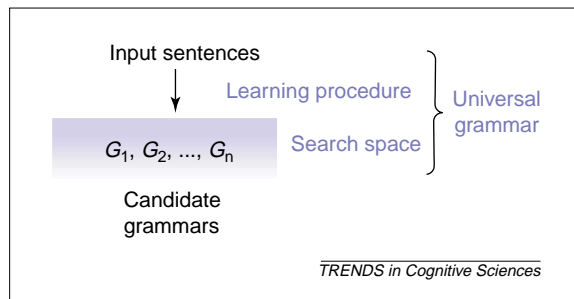 Input sentences
Learning procedure
Universal
grammar
Search space
G1, G2, ..., Gn
Candidate
grammars
TRENDS in Cognitive Sciences